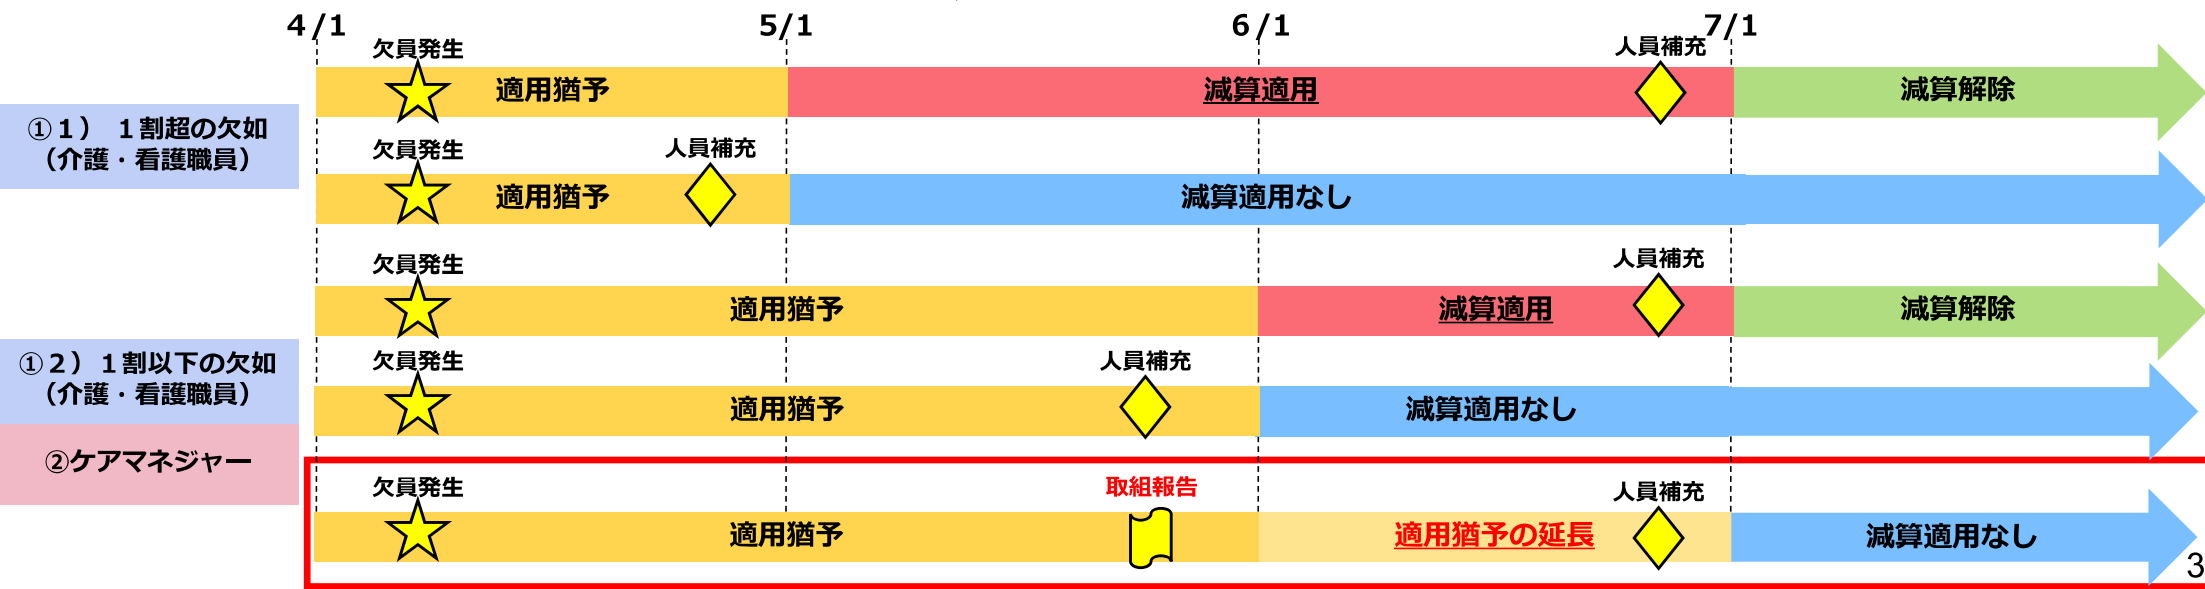 4/1
5/1
6/1
7/1
欠員発生
人員補充
適用猶予
減算適用
減算解除
①１） １割超の欠如
（介護・看護職員）
欠員発生
人員補充
適用猶予
減算適用なし
欠員発生
人員補充
適用猶予
減算適用
減算解除
①２）１割以下の欠如
（介護・看護職員）
欠員発生
人員補充
適用猶予
減算適用なし
②ケアマネジャー
欠員発生
取組報告
人員補充
適用猶予
適用猶予の延長
減算適用なし
3